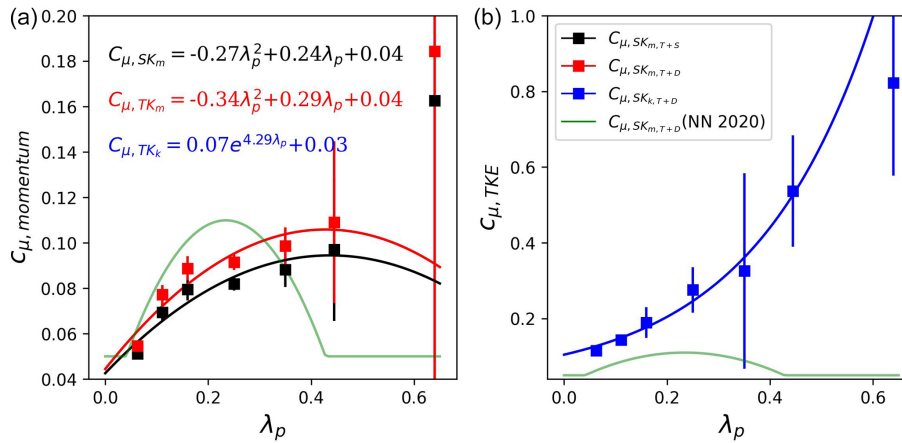 (a)
0.20
0.18
0.16
0.14
0.12
0.10
0.08
0.06
0.04
C_{μ, momentum}
C_{μ, SK_m} = -0.27λ_p^2+0.24λ_p+0.04
C_{μ, TK_m} = -0.34λ_p^2+0.29λ_p+0.04
C_{μ, TK_k} = 0.07e^{4.29λ_p}+0.03
0.0 0.2 0.4 0.6
λ_p
(b)
1.0
0.8
0.6
0.4
0.2
C_{μ, TKE}
C_{μ, SK_{m, T+S}}
C_{μ, SK_{m, T+D}}
C_{μ, SK_{k, T+D}}
C_{μ, SK_{m, T+D}}(NN 2020)
0.0 0.2 0.4 0.6
λ_p